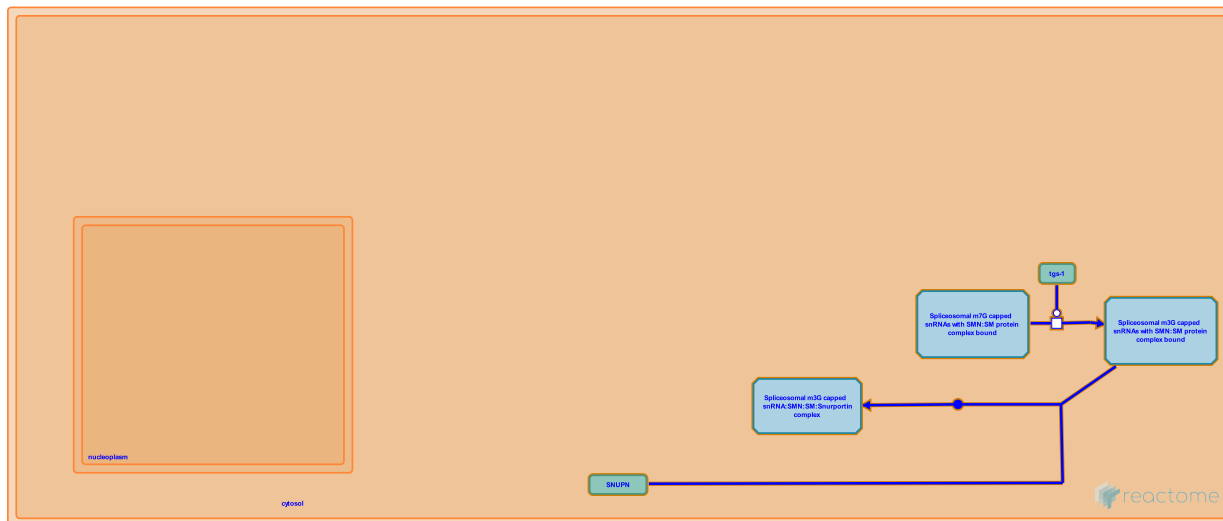 tgs-1
Spliceosomal m7G capped
snRNAs with SMN:SM protein
complex bound
Spliceosomal m3G capped
snRNAs with SMN:SM protein
complex bound
Spliceosomal m3G capped
snRNA:SMN:SM:Snurportin
complex
nucleoplasm
SNUPN
cytosol
reactome